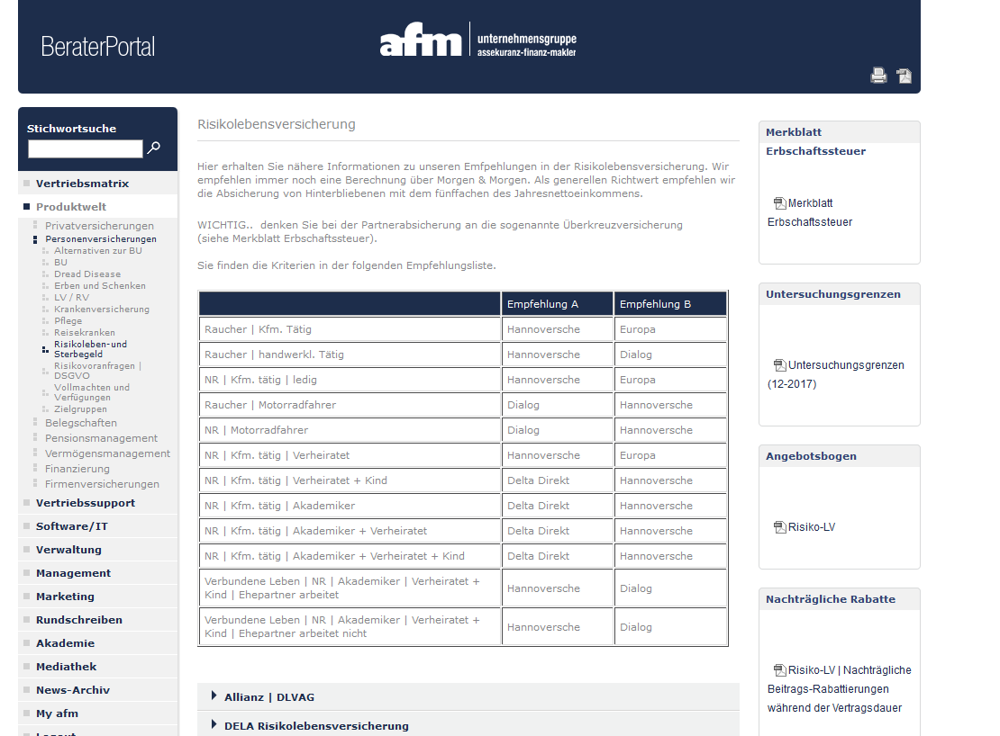 BeraterPortal
afm
unternehmensgruppe
assekuranz-finanz-makler
Stichwortsuche
Vertriebsmatrix
Produktwelt
Privatversicherungen
Personenversicherungen
Alternativen zur BU
BU
Dread Disease
Erben und Schenken
LV / RV
Krankenversicherung
Pflege
Reisekranken
Risikoleben-und
Sterbegeld
Risikovoranfragen |
DSGVO
Vollmachten und
Verfügungen
Zielgruppen
Belegschaften
Pensionsmanagement
Vermögensmanagement
Finanzierung
Firmenversicherungen
Vertriebssupport
Software/IT
Verwaltung
Management
Marketing
Rundschreiben
Akademie
Mediathek
News-Archiv
My afm
Logout
Risikolebensversicherung
Hier erhalten Sie nähere Informationen zu unseren Emfpehlungen in der Risikolebensversicherung. Wir
empfehlen immer noch eine Berechnung über Morgen & Morgen. Als generellen Richtwert empfehlen wir
die Absicherung von Hinterbliebenen mit dem fünffachen des Jahresnettoeinkommens.
WICHTIG.. denken Sie bei der Partnerabsicherung an die sogenannte Überkreuzversicherung
(siehe Merkblatt Erbschaftssteuer).
Sie finden die Kriterien in der folgenden Empfehlungsliste.
Empfehlung A Empfehlung B
Raucher | Kfm. Tätig Hannoversche Europa
Raucher | handwerkl. Tätig Hannoversche Dialog
NR | Kfm. tätig | ledig Hannoversche Europa
Raucher | Motorradfahrer Dialog Hannoversche
NR | Motorradfahrer Dialog Hannoversche
NR | Kfm. tätig | Verheiratet Hannoversche Europa
NR | Kfm. tätig | Verheiratet + Kind Delta Direkt Hannoversche
NR | Kfm. tätig | Akademiker Delta Direkt Hannoversche
NR | Kfm. tätig | Akademiker + Verheiratet Delta Direkt Hannoversche
NR | Kfm. tätig | Akademiker + Verheiratet + Kind Delta Direkt Hannoversche
Verbundene Leben | NR | Akademiker | Verheiratet +
Kind | Ehepartner arbeitet Hannoversche Dialog
Verbundene Leben | NR | Akademiker | Verheiratet +
Kind | Ehepartner arbeitet nicht Hannoversche Dialog
Allianz | DLVAG
DELA Risikolebensversicherung
Merkblatt
Erbschaftssteuer
Merkblatt
Erbschaftssteuer
Untersuchungsgrenzen
Untersuchungsgrenzen
(12-2017)
Angebotsbogen
Risiko-LV
Nachträgliche Rabatte
Risiko-LV | Nachträgliche
Beitrags-Rabattierungen
während der Vertragsdauer